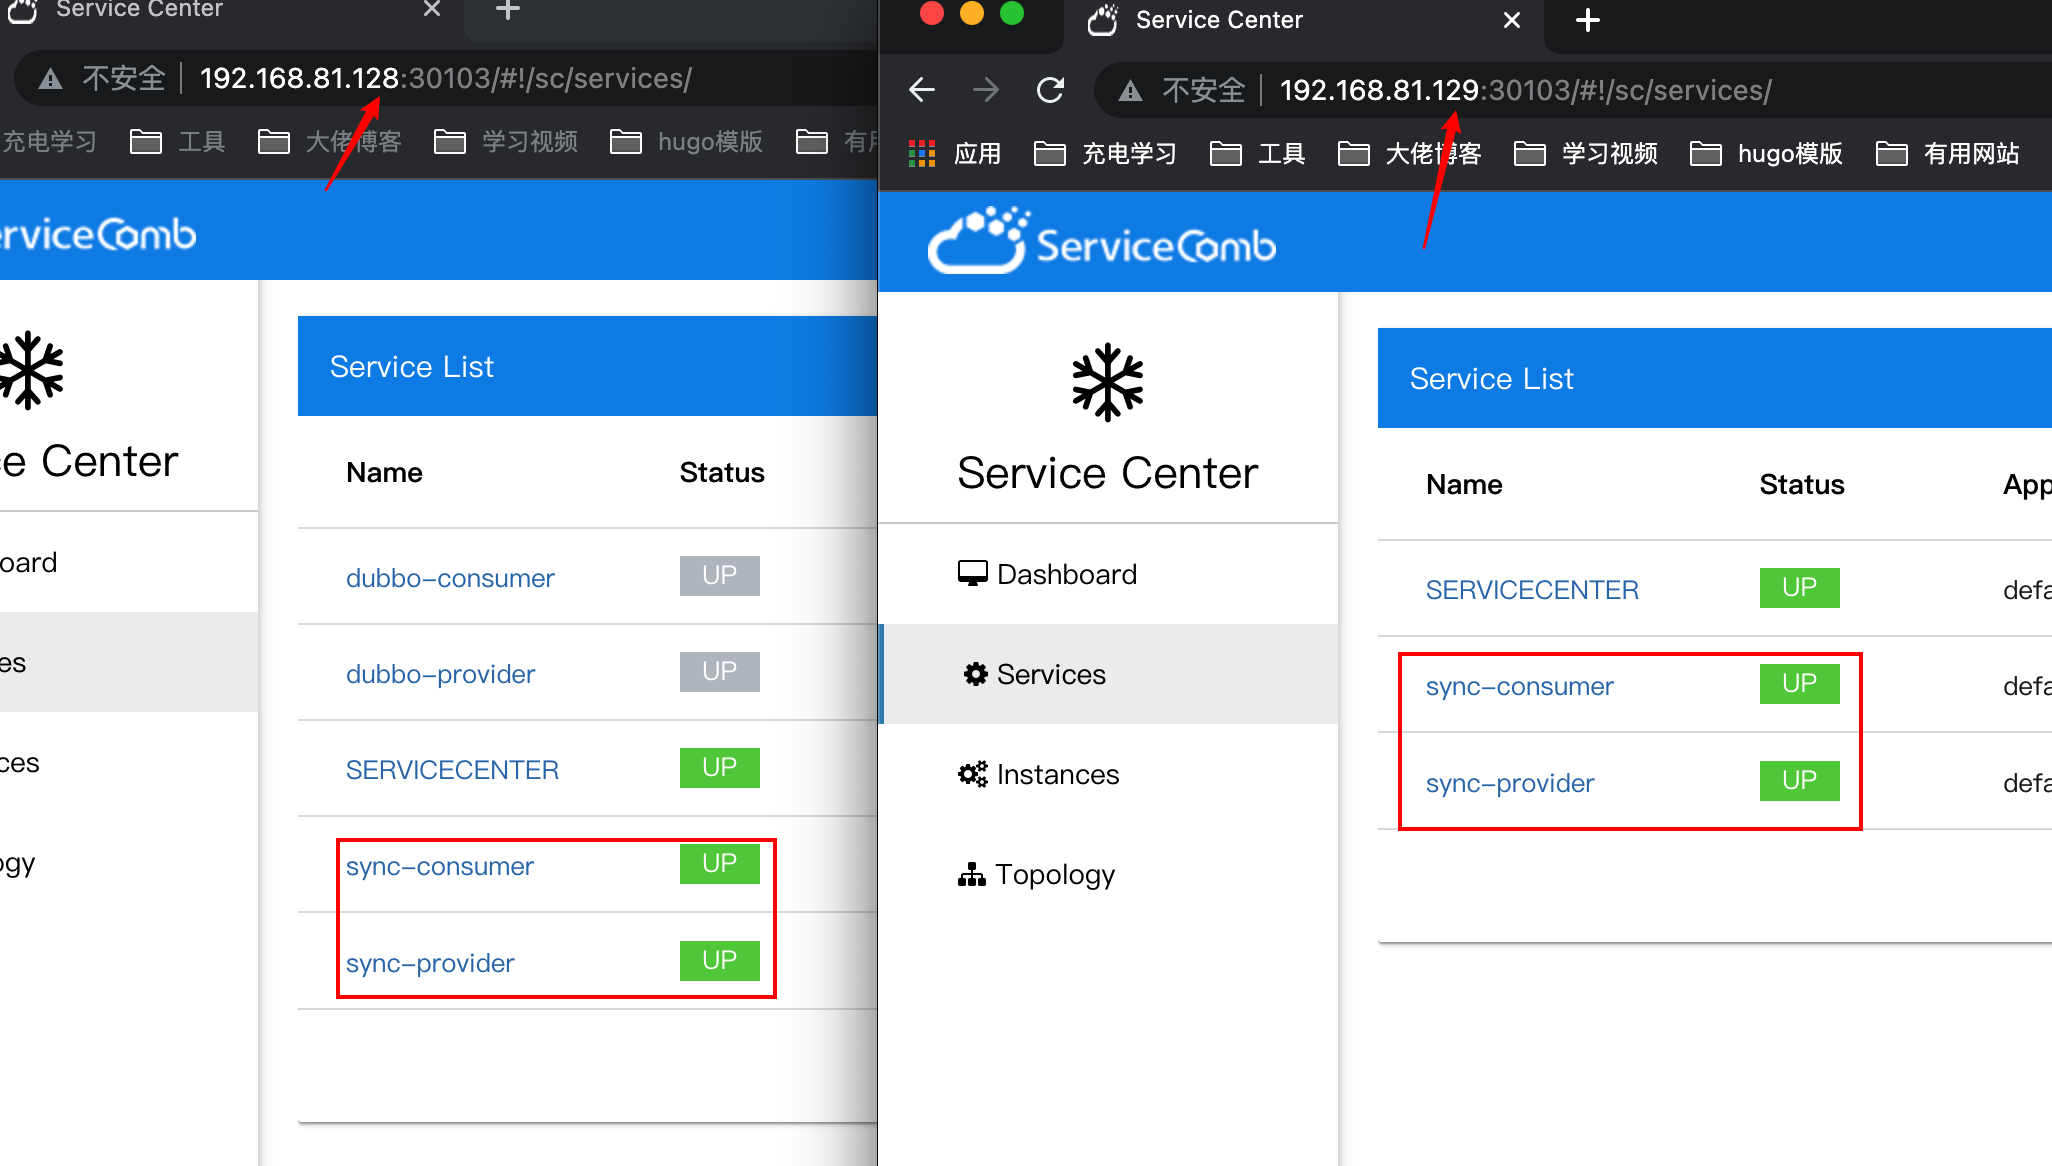 Service Center
不安全 192.168.81.128:30103/#!/sc/services/
充电学习 工具 大佬博客 学习视频 hugo模版 有用
rviceComb
e Center
oard
es
ces
gy
Service List
Name Status
dubbo-consumer UP
dubbo-provider UP
SERVICECENTER UP
sync-consumer UP
sync-provider UP
Service Center
不安全 192.168.81.129:30103/#!/sc/services/
应用 充电学习 工具 大佬博客 学习视频 hugo模版 有用网站
ServiceComb
Service Center
Dashboard
Services
Instances
Topology
Service List
Name Status App
SERVICECENTER UP defa
sync-consumer UP defa
sync-provider UP defa